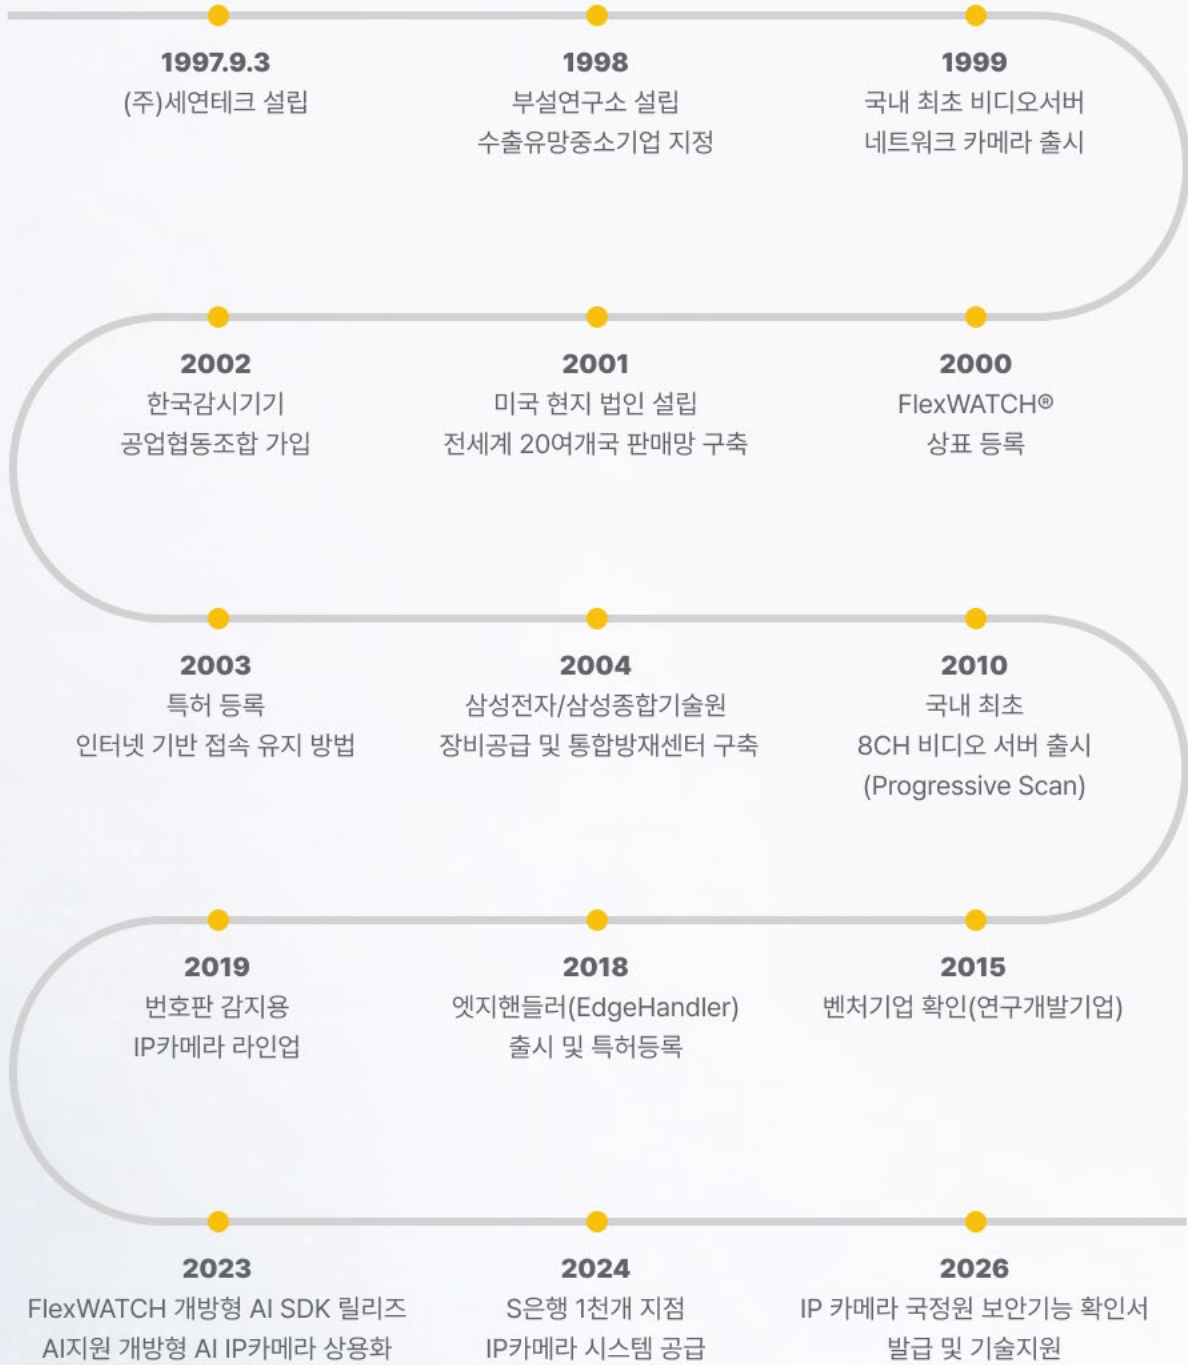 1997.9.3
(주)세연테크 설립
1998
부설연구소 설립
수출유망중소기업 지정
1999
국내 최초 비디오서버
네트워크 카메라 출시
2000
FlexWATCH®
상표 등록
2001
미국 현지 법인 설립
전세계 20여개국 판매망 구축
2002
한국감시기기
공업협동조합 가입
2003
특허 등록
인터넷 기반 접속 유지 방법
2004
삼성전자/삼성종합기술원
장비공급 및 통합방재센터 구축
2010
국내 최초
8CH 비디오 서버 출시
(Progressive Scan)
2015
벤처기업 확인(연구개발기업)
2018
엣지핸들러(EdgeHandler)
출시 및 특허등록
2019
번호판 감지용
IP카메라 라인업
2023
FlexWATCH 개방형 AI SDK 릴리즈
AI지원 개방형 AI IP카메라 상용화
2024
S은행 1천개 지점
IP카메라 시스템 공급
2026
IP 카메라 국정원 보안기능 확인서
발급 및 기술지원